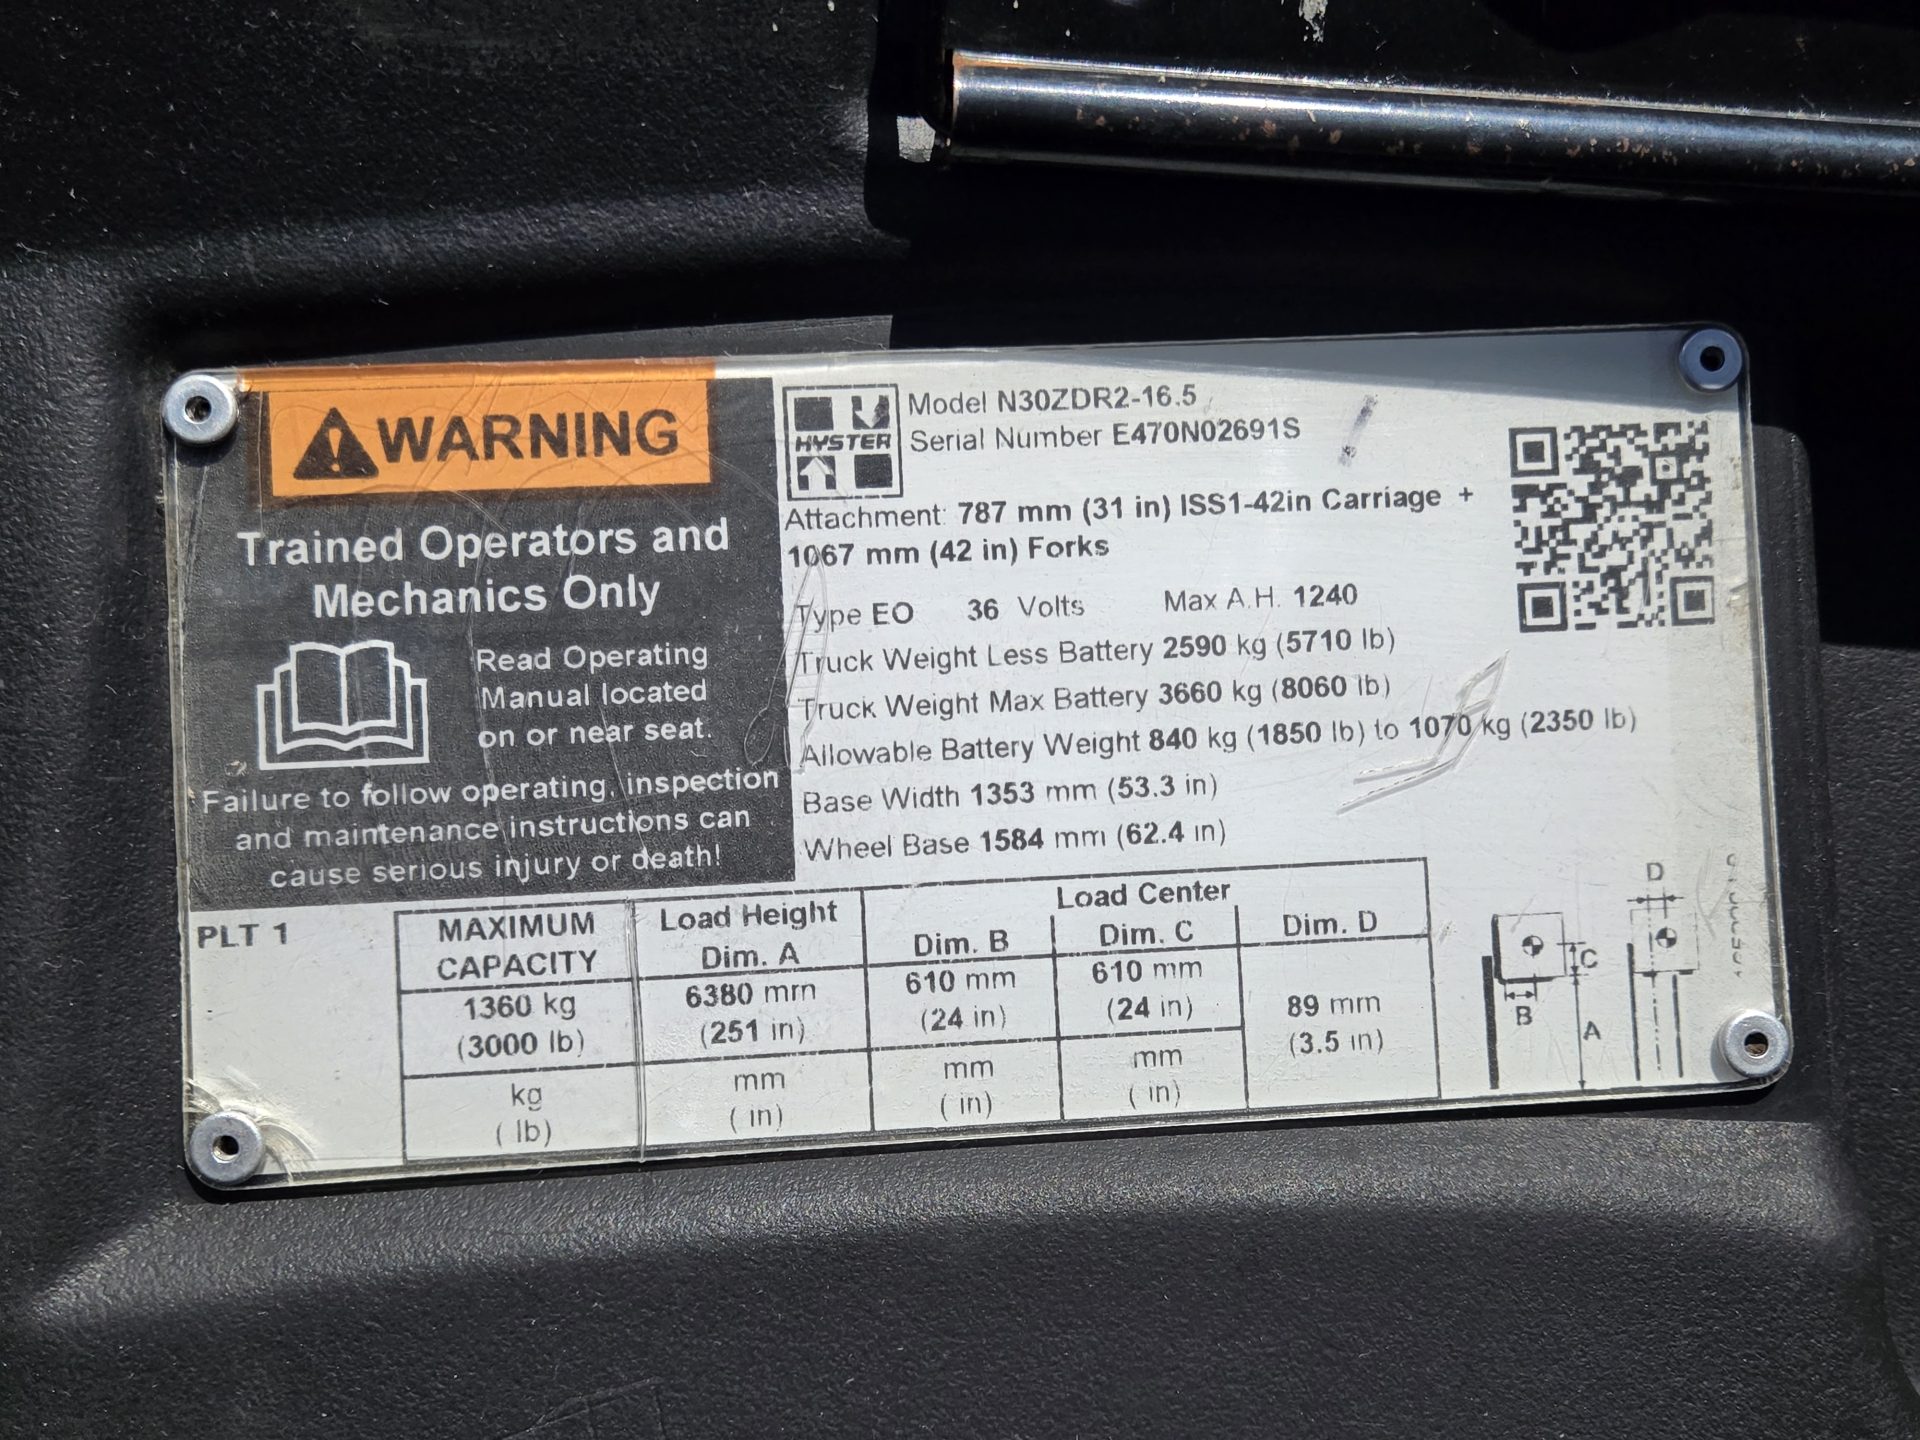 WARNING
Trained Operators and
Mechanics Only
Read Operating
Manual located
on or near seat.
Failure to follow operating, inspection
and maintenance instructions can
cause serious injury or death!
HYSTER
Model N30ZDR2-16.5
Serial Number E470N02691S
Attachment: 787 mm (31 in) ISS1-42in Carriage +
1067 mm (42 in) Forks
Type EO 36 Volts Max A.H. 1240
Truck Weight Less Battery 2590 kg (5710 lb)
Truck Weight Max Battery 3660 kg (8060 lb)
Allowable Battery Weight 840 kg (1850 lb) to 1070 kg (2350 lb)
Base Width 1353 mm (53.3 in)
Wheel Base 1584 mm (62.4 in)
PLT 1
MAXIMUM CAPACITY
Load Height Dim. A
Load Center
Dim. B Dim. C Dim. D
1360 kg 6380 mm 610 mm 610 mm 89 mm
(3000 lb) (251 in) (24 in) (24 in) (3.5 in)
kg mm mm mm
( lb) ( in) ( in) ( in)
D
C
B
A